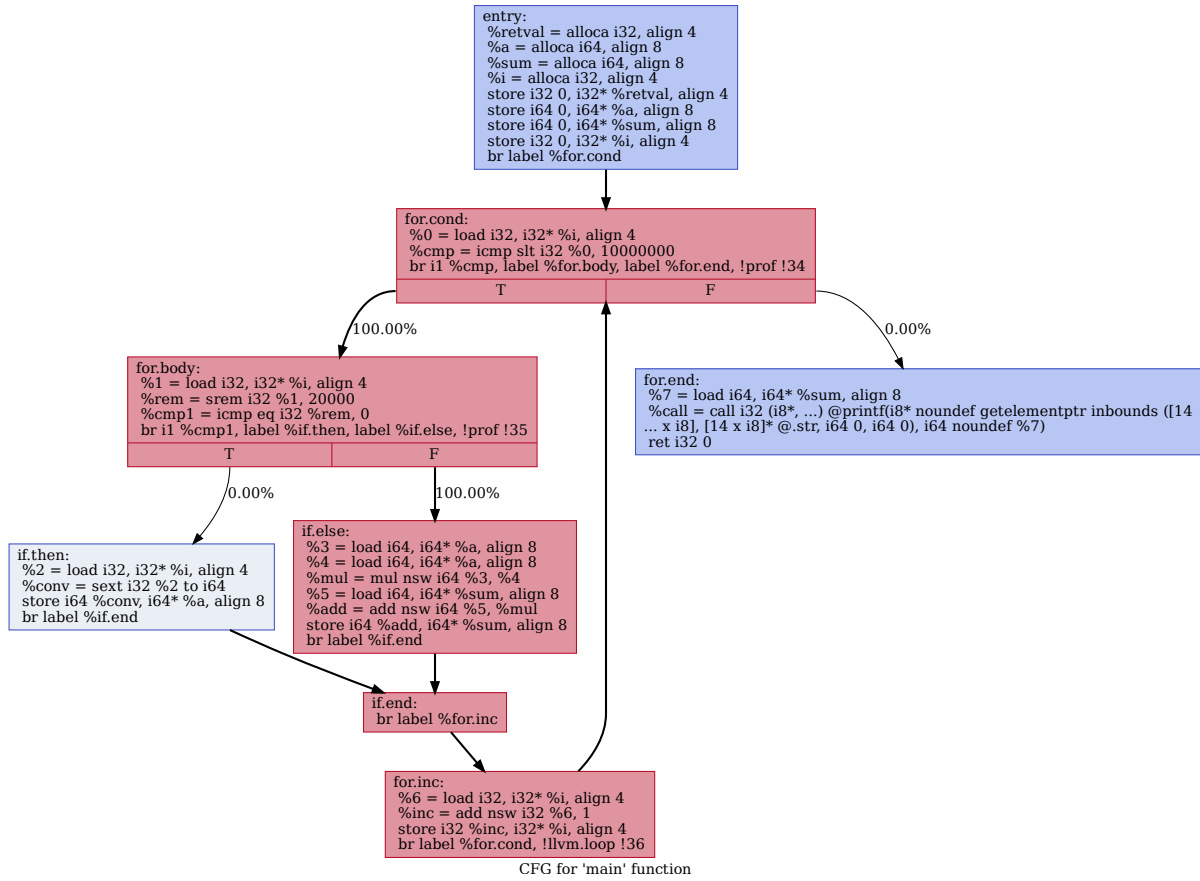 entry:
%retval = alloca i32, align 4
%a = alloca i64, align 8
%sum = alloca i64, align 8
%i = alloca i32, align 4
store i32 0, i32* %retval, align 4
store i64 0, i64* %a, align 8
store i64 0, i64* %sum, align 8
store i32 0, i32* %i, align 4
br label %for.cond
for.cond:
%0 = load i32, i32* %i, align 4
%cmp = icmp slt i32 %0, 10000000
br i1 %cmp, label %for.body, label %for.end, !prof !34
T
F
100.00%
0.00%
for.body:
%1 = load i32, i32* %i, align 4
%rem = srem i32 %1, 20000
%cmp1 = icmp eq i32 %rem, 0
br i1 %cmp1, label %if.then, label %if.else, !prof !35
T
F
for.end:
%7 = load i64, i64* %sum, align 8
%call = call i32 (i8*, ...) @printf(i8* noundef getelementptr inbounds ([14
... x i8], [14 x i8]* @.str, i64 0, i64 0), i64 noundef %7)
ret i32 0
0.00%
100.00%
if.then:
%2 = load i32, i32* %i, align 4
%conv = sext i32 %2 to i64
store i64 %conv, i64* %a, align 8
br label %if.end
if.else:
%3 = load i64, i64* %a, align 8
%4 = load i64, i64* %a, align 8
%mul = mul nsw i64 %3, %4
%5 = load i64, i64* %sum, align 8
%add = add nsw i64 %5, %mul
store i64 %add, i64* %sum, align 8
br label %if.end
if.end:
br label %for.inc
for.inc:
%6 = load i32, i32* %i, align 4
%inc = add nsw i32 %6, 1
store i32 %inc, i32* %i, align 4
br label %for.cond, !llvm.loop !36
CFG for 'main' function